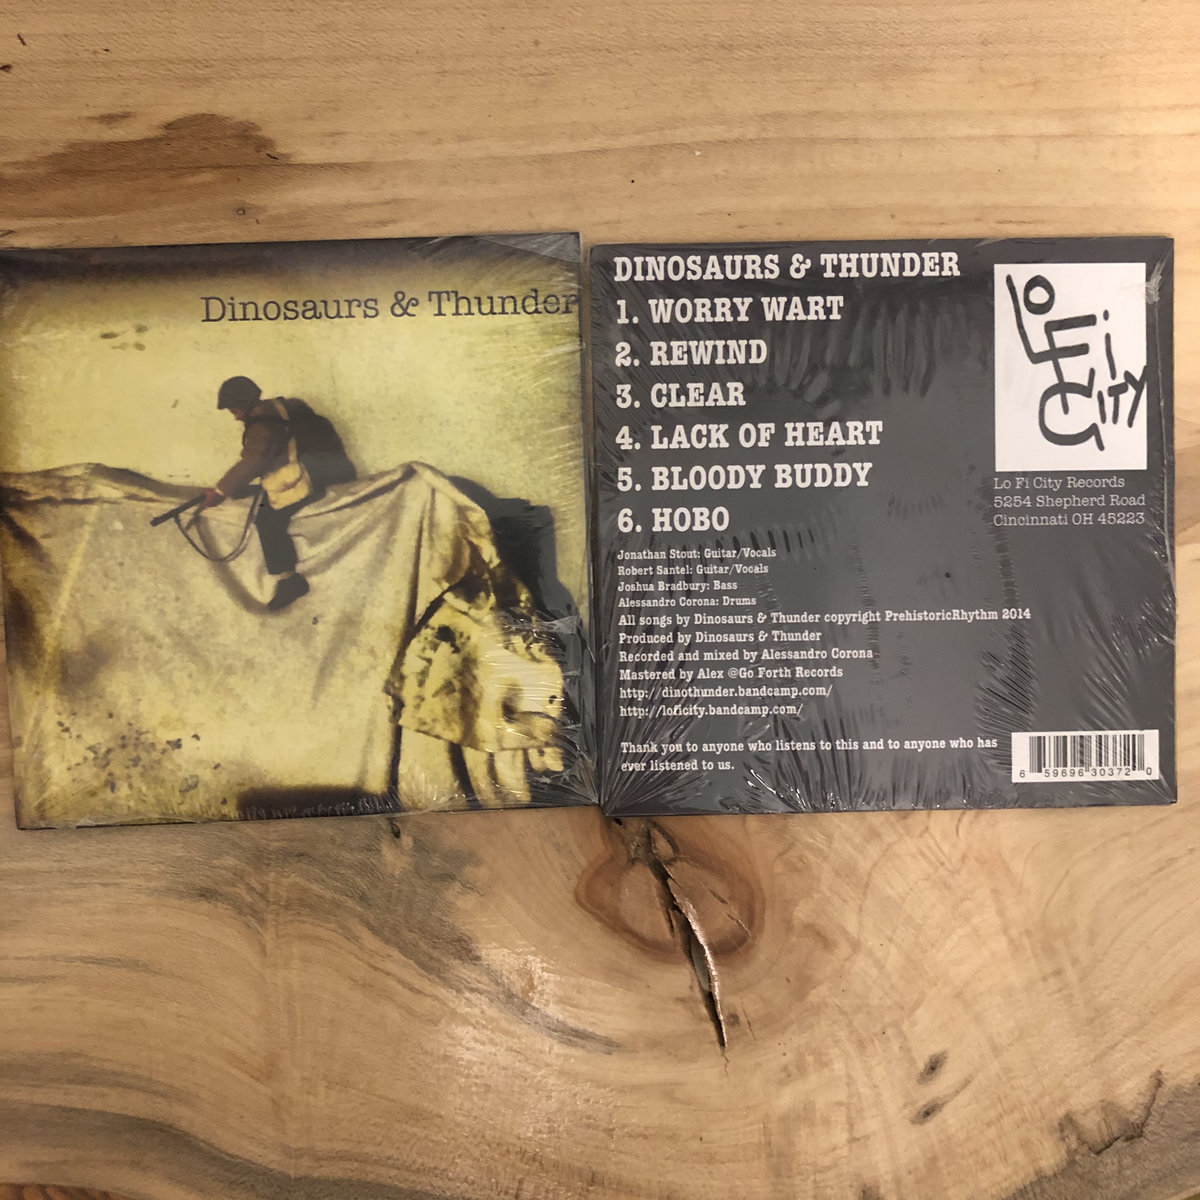 Dinosaurs & Thunder
DINOSAURS & THUNDER
1. WORRY WART
2. REWIND
3. CLEAR
4. LACK OF HEART
5. BLOODY BUDDY
6. HOBO
Jonathan Stout: Guitar/Vocals
Robert Santel: Guitar/Vocals
Joshua Bradbury: Bass
Alessandro Corona: Drums
All songs by Dinosaurs & Thunder copyright PrehistoricRhythm 2014
Produced by Dinosaurs & Thunder
Recorded and mixed by Alessandro Corona
Mastered by Alex @Go Forth Records
http://dinothunder.bandcamp.com/
http://loficity.bandcamp.com/
Thank you to anyone who listens to this and to anyone who has
ever listened to us.
LO
Fi
CITY
Lo Fi City Records
5254 Shepherd Road
Cincinnati OH 45223
6 59696 30372 0